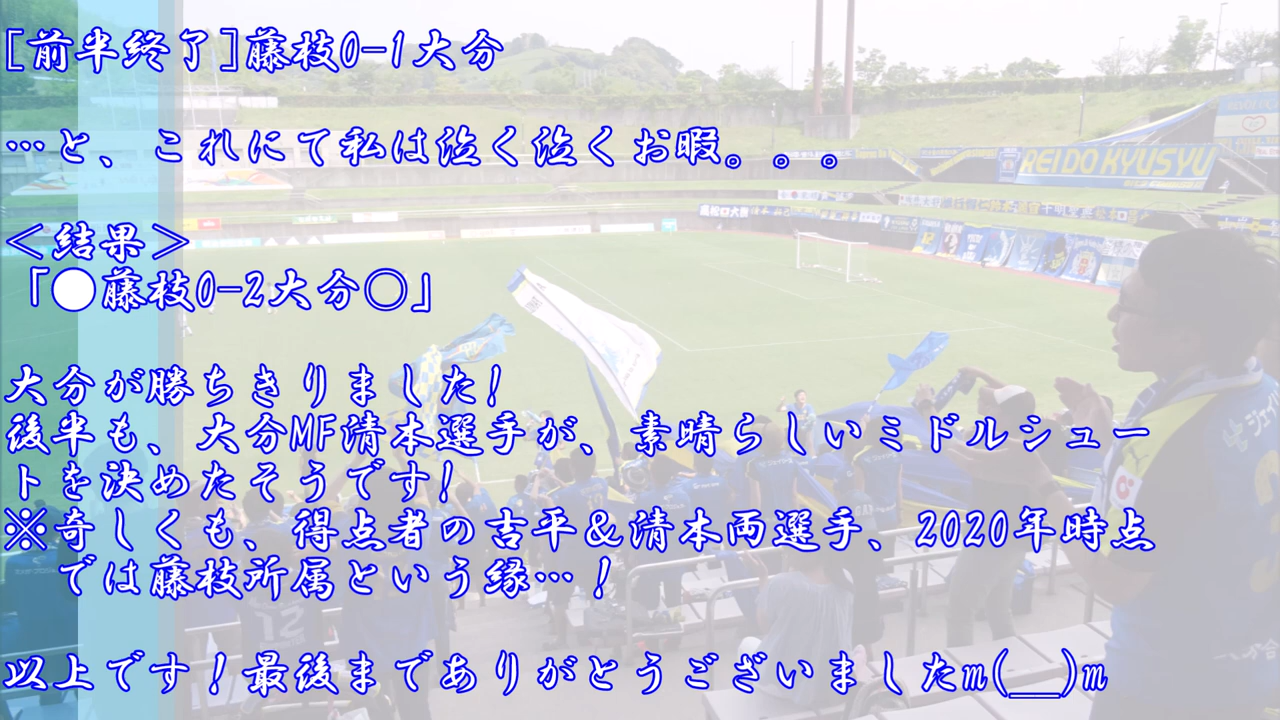 [前半終了]藤枝0-1大分
…と、これにて私は泣く泣くお暇。。。
＜結果＞
「●藤枝0-2大分○」
大分が勝ちきりました!
後半も、大分MF清本選手が、素晴らしいミドルシュー
トを決めたそうです!
※奇しくも、得点者の吉平＆清本両選手、2020年時点
では藤枝所属という縁…！
以上です！最後までありがとうございましたm(__)m
REIDO KYUSYU
12